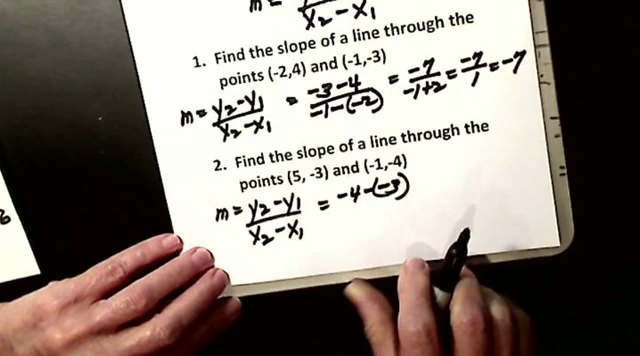 m =
x₂ - x₁
1. Find the slope of a line through the
points (-2,4) and (-1,-3)
m = y₂-y₁ / x₂-x₁ = -3-4 / -1-(-2) = -7 / -1+2 = -7 / 1 = -7
2. Find the slope of a line through the
points (5, -3) and (-1,-4)
m = y₂-y₁ / x₂-x₁ = -4-(-3)